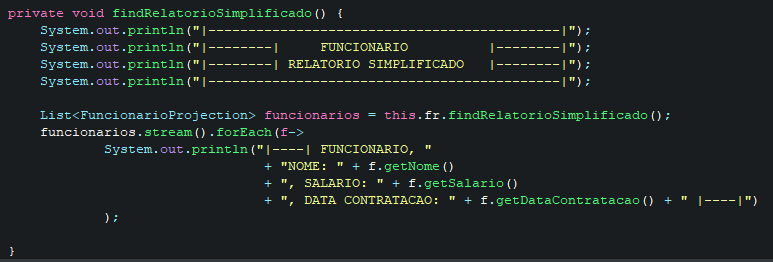 private void findRelatorioSimplificado() {
    System.out.println("|--------------------------------------------|");
    System.out.println("|--------|     FUNCIONARIO          |--------|");
    System.out.println("|--------| RELATORIO SIMPLIFICADO   |--------|");
    System.out.println("|--------------------------------------------|");
    List<FuncionarioProjection> funcionarios = this.fr.findRelatorioSimplificado();
    funcionarios.stream().forEach(f->
            System.out.println("|----| FUNCIONARIO, "
                                + "NOME: " + f.getNome()
                                + ", SALARIO: " + f.getSalario()
                                + ", DATA CONTRATACAO: " + f.getDataContratacao() + " |----|")
            );
}